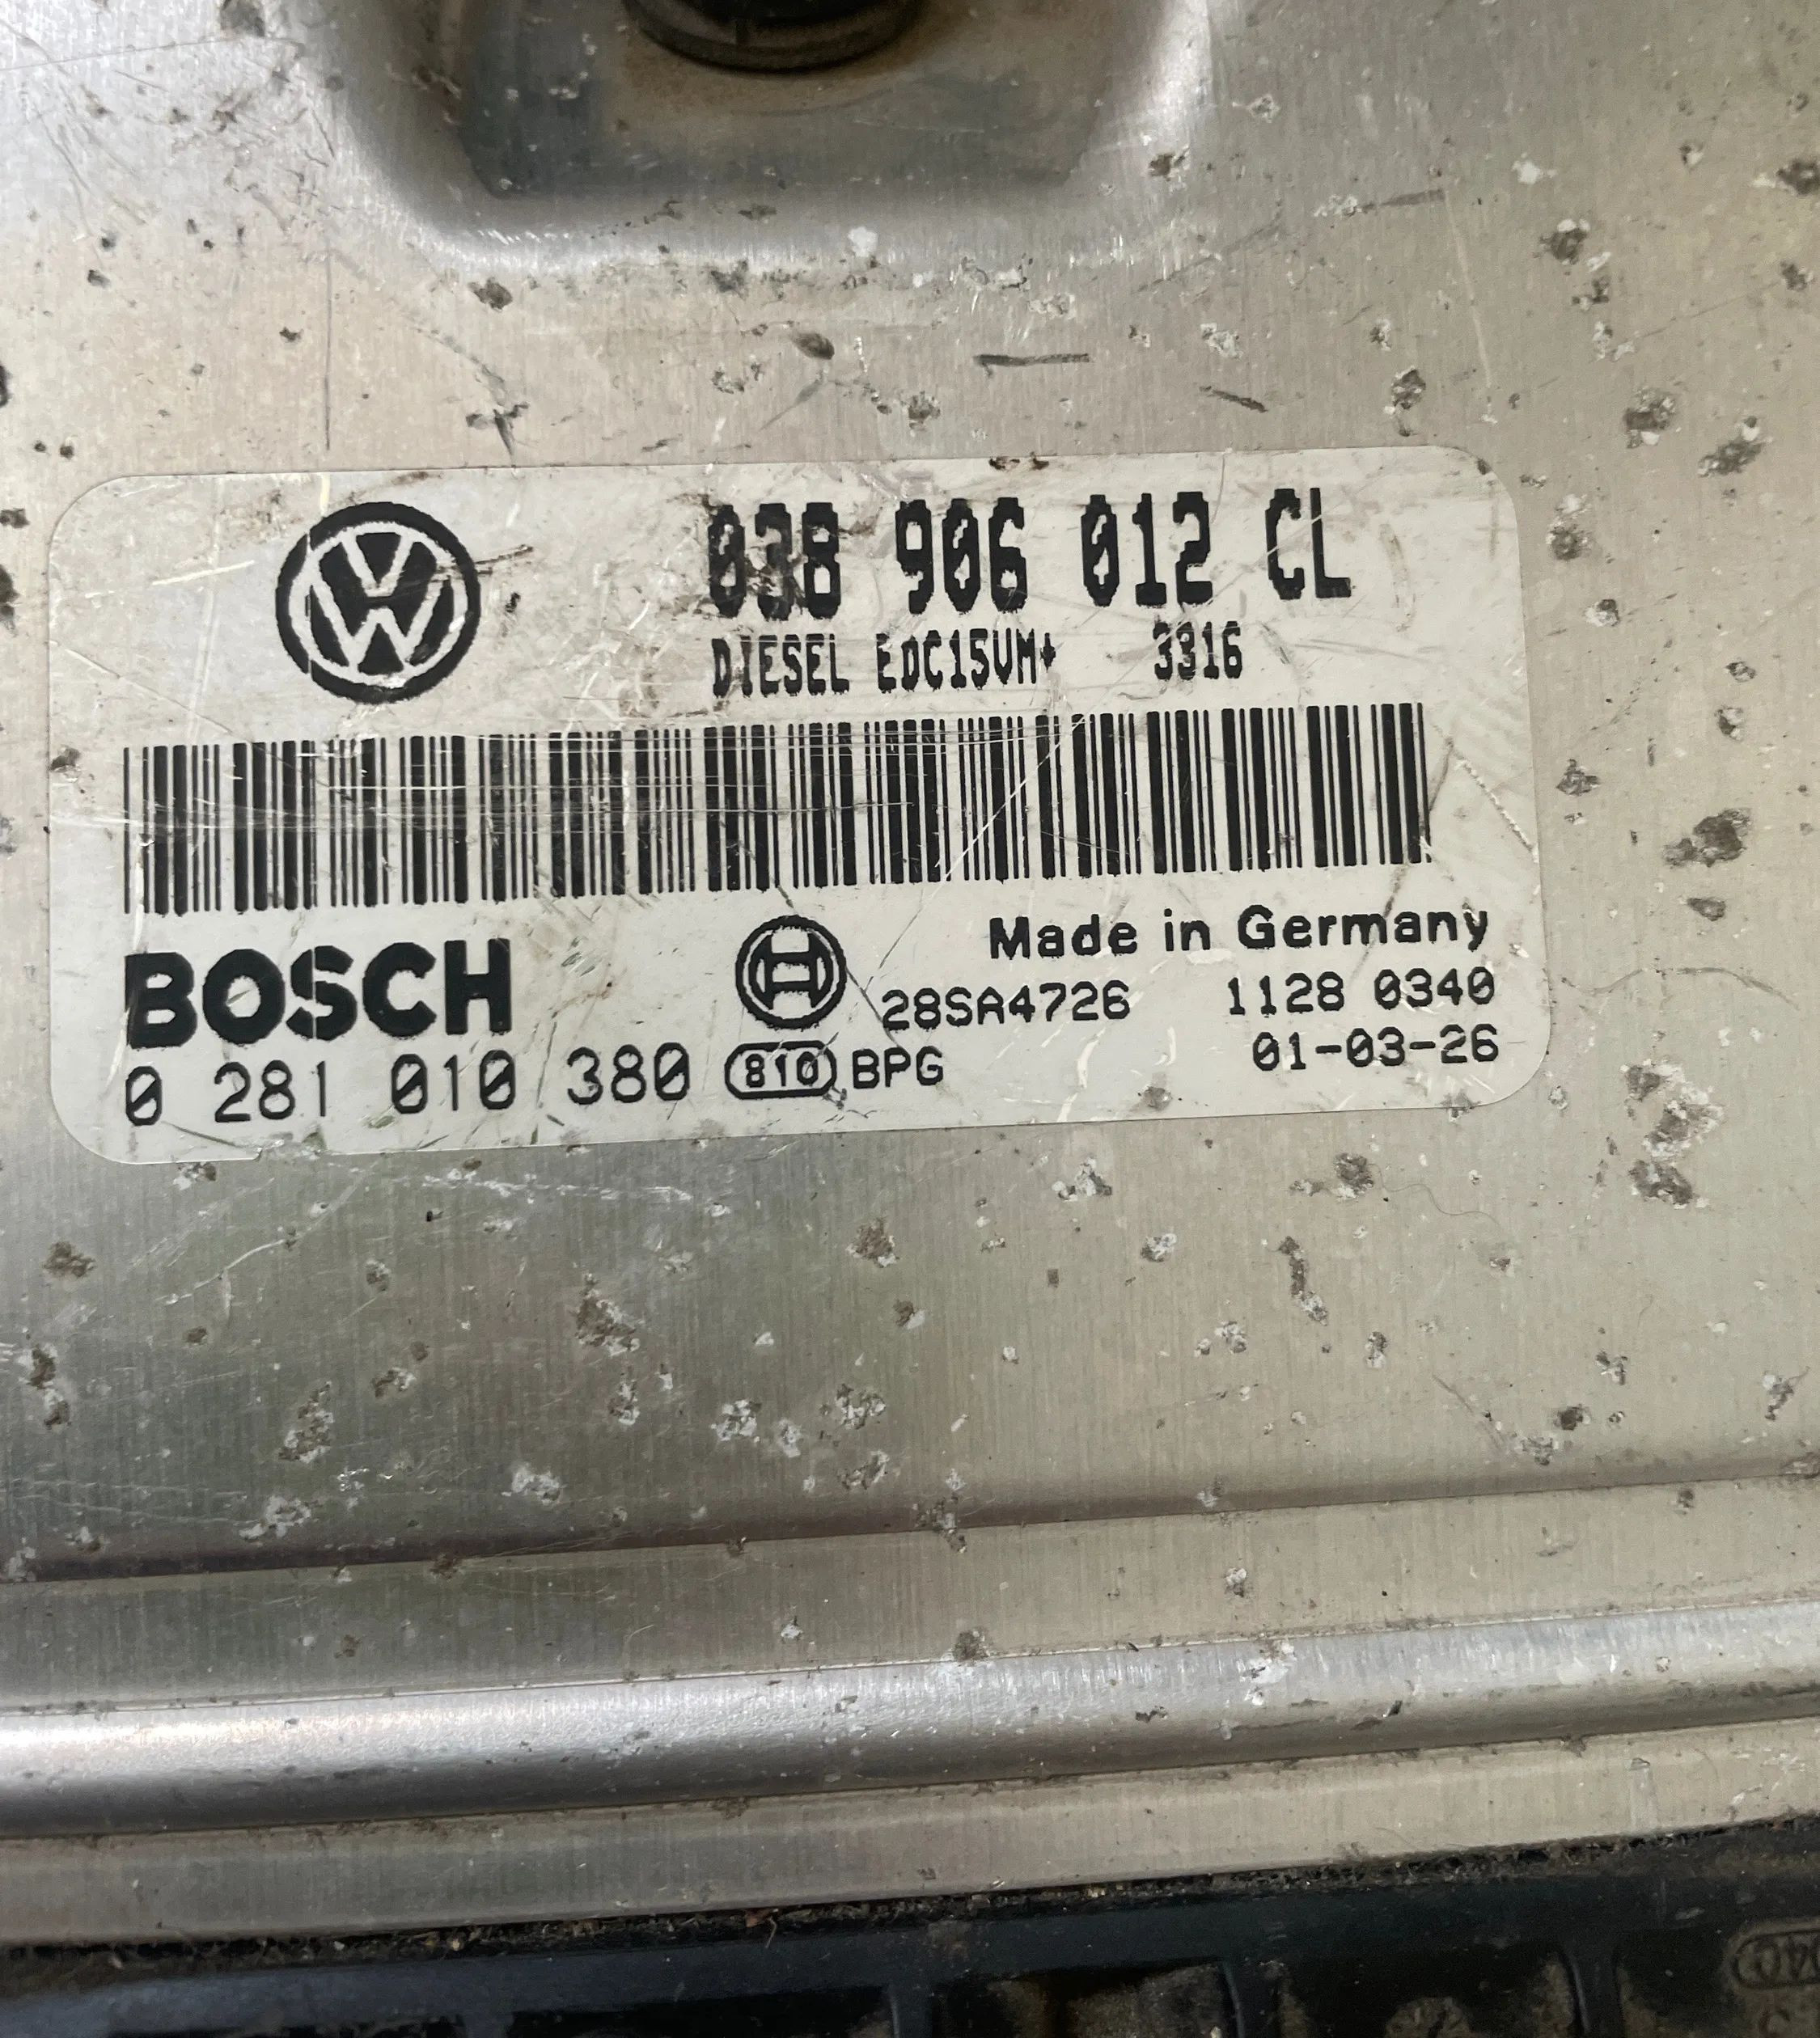 038 906 012 CL
DIESEL EDC15VM+ 3316
BOSCH
Made in Germany
28SA4726 1128 0340
0 281 010 380 810 BPG 01-03-26